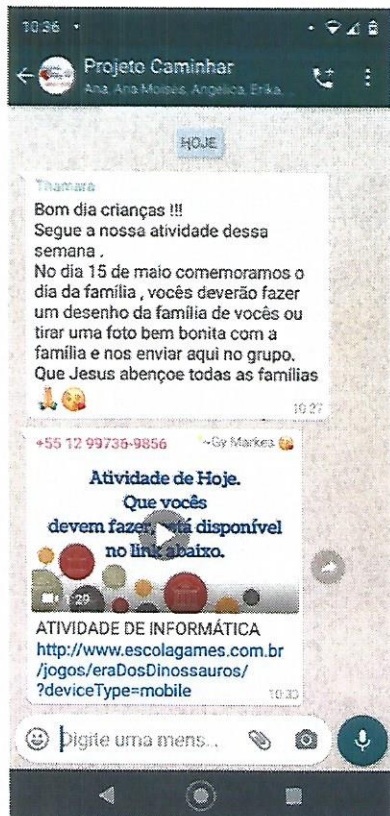 10:36
Projeto Caminhar
Ana, Ana Moises, Angelica, Erika...
HOJE
Thamara
Bom dia crianças !!!
Segue a nossa atividade dessa
semana .
No dia 15 de maio comemoramos o
dia da família , vocês deverão fazer
um desenho da família de vocês ou
tirar uma foto bem bonita com a
família e nos enviar aqui no grupo.
Que Jesus abençoe todas as famílias
🙏😘
10:27
+55 12 99736-9856 ~Gy Markes 😘
Atividade de Hoje.
Que vocês
devem fazer, está disponível
no link abaixo.
1:29
ATIVIDADE DE INFORMÁTICA
http://www.escolagames.com.br
/jogos/eraDosDinossauros/
?deviceType=mobile
10:33
Digite uma mens...